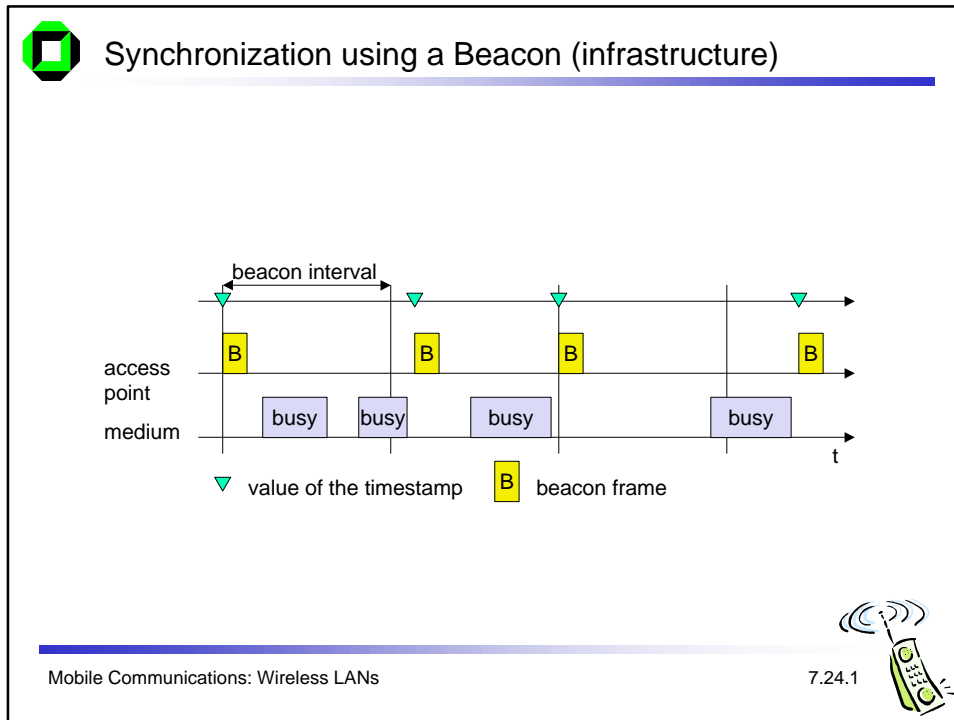 Synchronization using a Beacon (infrastructure)
beacon interval
B B B B
access
point
busy busy busy busy
medium
t
value of the timestamp B beacon frame
Mobile Communications: Wireless LANs 7.24.1